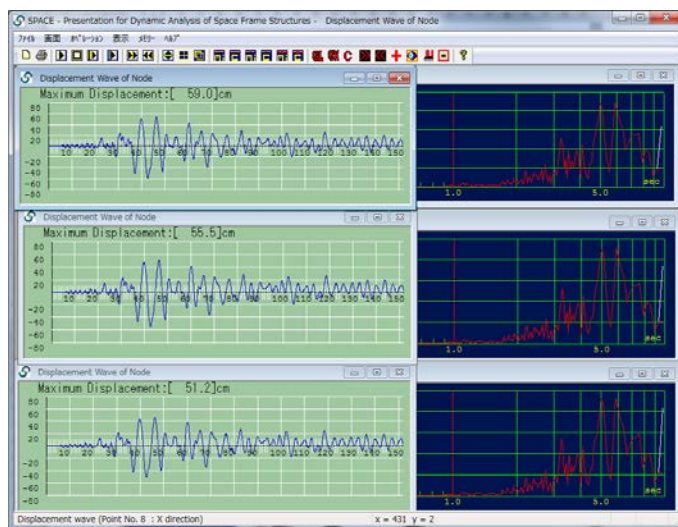 SPACE - Presentation for Dynamic Analysis of Space Frame Structures - Displacement Wave of Node
ファイル 画面 オペレーション 表示 メモリー ヘルプ
Displacement Wave of Node
Maximum Displacement:[ 59.0]cm
80
60
40
20
10 20 30 40 50 60 70 80 90 100 110 120 130 140 150
-20
-40
-60
-80
1.0 5.0 sec
Displacement Wave of Node
Maximum Displacement:[ 55.5]cm
80
60
40
20
10 20 30 40 50 60 70 80 90 100 110 120 130 140 150
-20
-40
-60
-80
1.0 5.0 sec
Displacement Wave of Node
Maximum Displacement:[ 51.2]cm
80
60
40
20
10 20 30 40 50 60 70 80 90 100 110 120 130 140 150
-20
-40
-60
-80
1.0 5.0 sec
Displacement wave (Point No. 8 : X direction) x = 431 y = 2